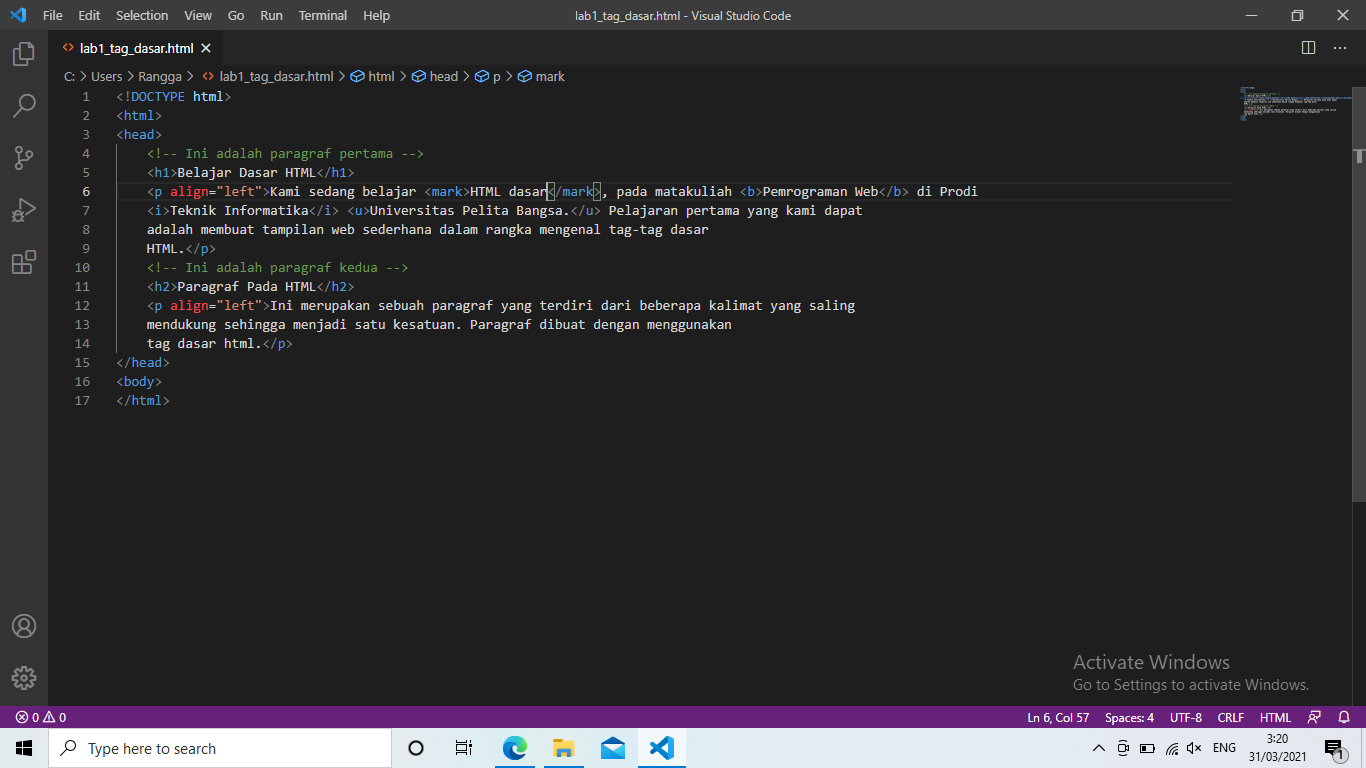 File Edit Selection View Go Run Terminal Help lab1_tag_dasar.html - Visual Studio Code
lab1_tag_dasar.html
C: > Users > Rangga > lab1_tag_dasar.html > html > head > p > mark
1 <!DOCTYPE html>
2 <html>
3 <head>
4 <!-- Ini adalah paragraf pertama -->
5 <h1>Belajar Dasar HTML</h1>
6 <p align="left">Kami sedang belajar <mark>HTML dasar</mark>, pada matakuliah <b>Pemrograman Web</b> di Prodi
7 <i>Teknik Informatika</i> <u>Universitas Pelita Bangsa.</u> Pelajaran pertama yang kami dapat
8 adalah membuat tampilan web sederhana dalam rangka mengenal tag-tag dasar
9 HTML.</p>
10 <!-- Ini adalah paragraf kedua -->
11 <h2>Paragraf Pada HTML</h2>
12 <p align="left">Ini merupakan sebuah paragraf yang terdiri dari beberapa kalimat yang saling
13 mendukung sehingga menjadi satu kesatuan. Paragraf dibuat dengan menggunakan
14 tag dasar html.</p>
15 </head>
16 <body>
17 </html>
Activate Windows
Go to Settings to activate Windows.
0 0 Ln 6, Col 57 Spaces: 4 UTF-8 CRLF HTML
Type here to search ENG 3:20
31/03/2021 1